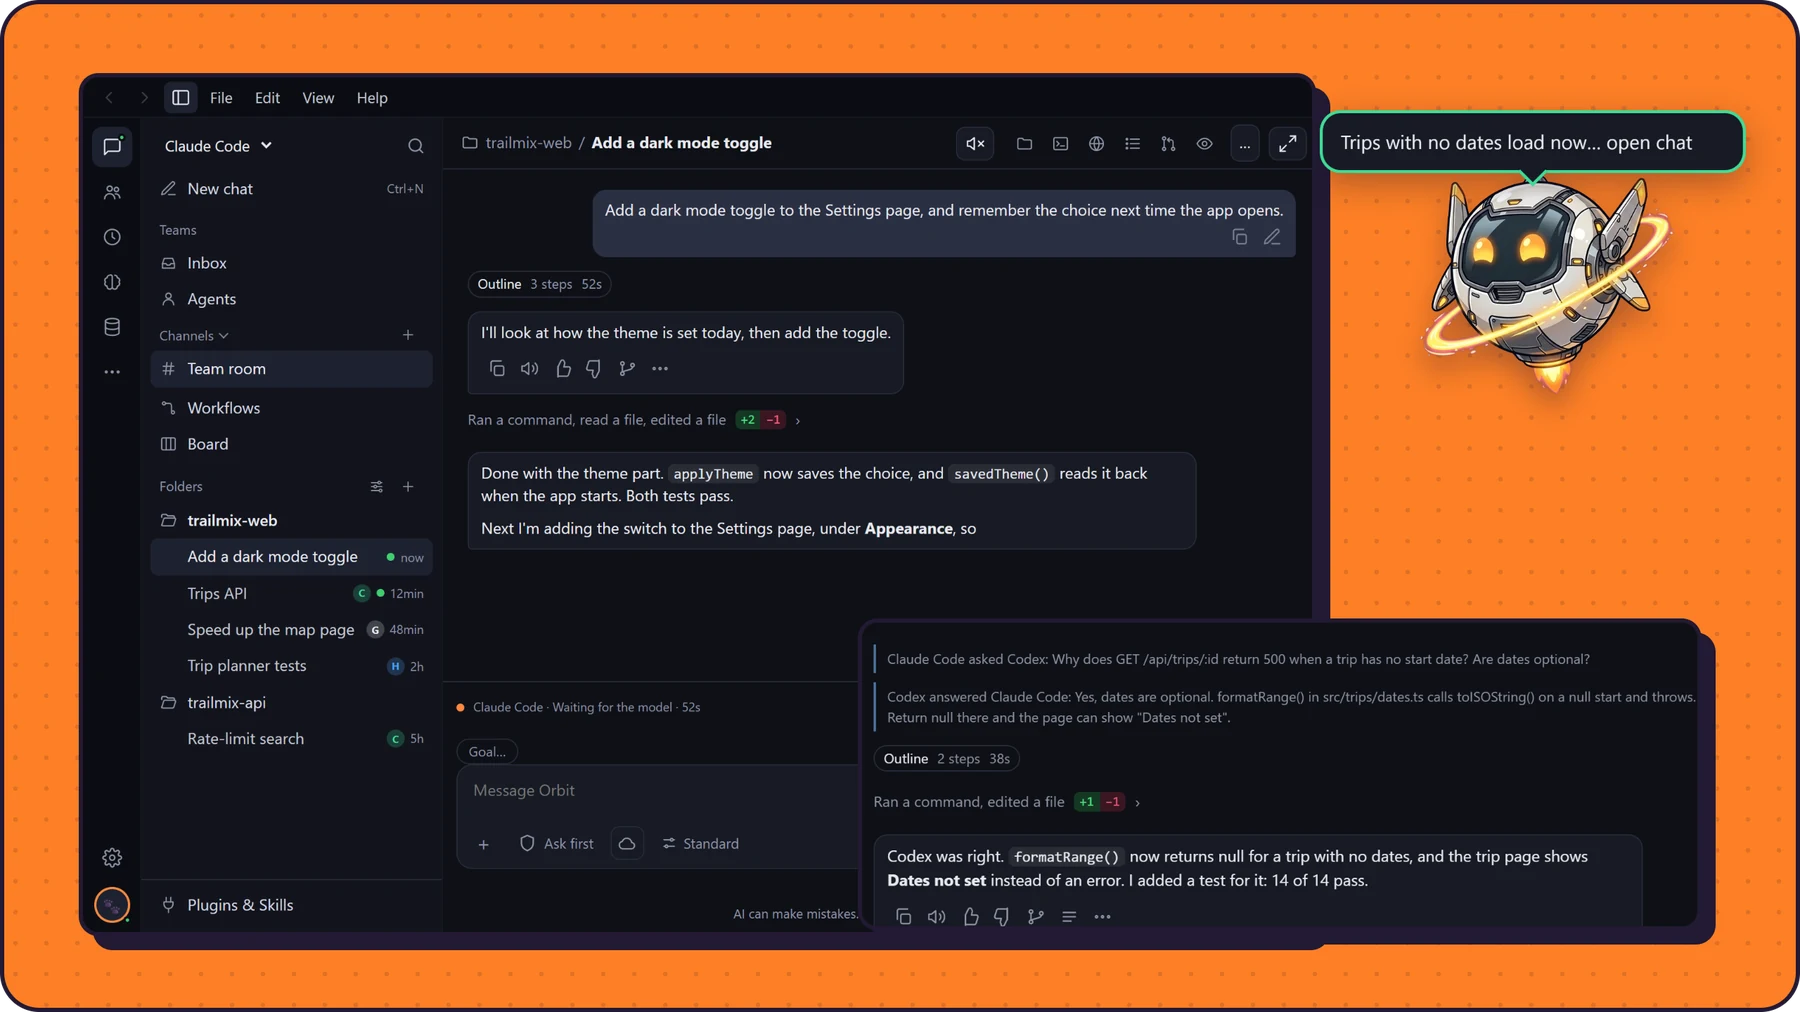 File Edit View Help
Claude Code
New chat Ctrl+N
Teams
Inbox
Agents
Channels
# Team room
Workflows
Board
Folders
trailmix-web
Add a dark mode toggle now
Trips API C 12min
Speed up the map page G 48min
Trip planner tests H 2h
trailmix-api
Rate-limit search C 5h
Plugins & Skills
trailmix-web / Add a dark mode toggle
Add a dark mode toggle to the Settings page, and remember the choice next time the app opens.
Outline 3 steps 52s
I'll look at how the theme is set today, then add the toggle.
Ran a command, read a file, edited a file +2 −1 ›
Done with the theme part. applyTheme now saves the choice, and savedTheme() reads it back
when the app starts. Both tests pass.
Next I'm adding the switch to the Settings page, under Appearance, so
Claude Code · Waiting for the model · 52s
Goal...
Message Orbit
+ Ask first Standard
AI can make mistakes.
Trips with no dates load now... open chat
Claude Code asked Codex: Why does GET /api/trips/:id return 500 when a trip has no start date? Are dates optional?
Codex answered Claude Code: Yes, dates are optional. formatRange() in src/trips/dates.ts calls toISOString() on a null start and throws.
Return null there and the page can show "Dates not set".
Outline 2 steps 38s
Ran a command, edited a file +1 −1 ›
Codex was right. formatRange() now returns null for a trip with no dates, and the trip page shows
Dates not set instead of an error. I added a test for it: 14 of 14 pass.